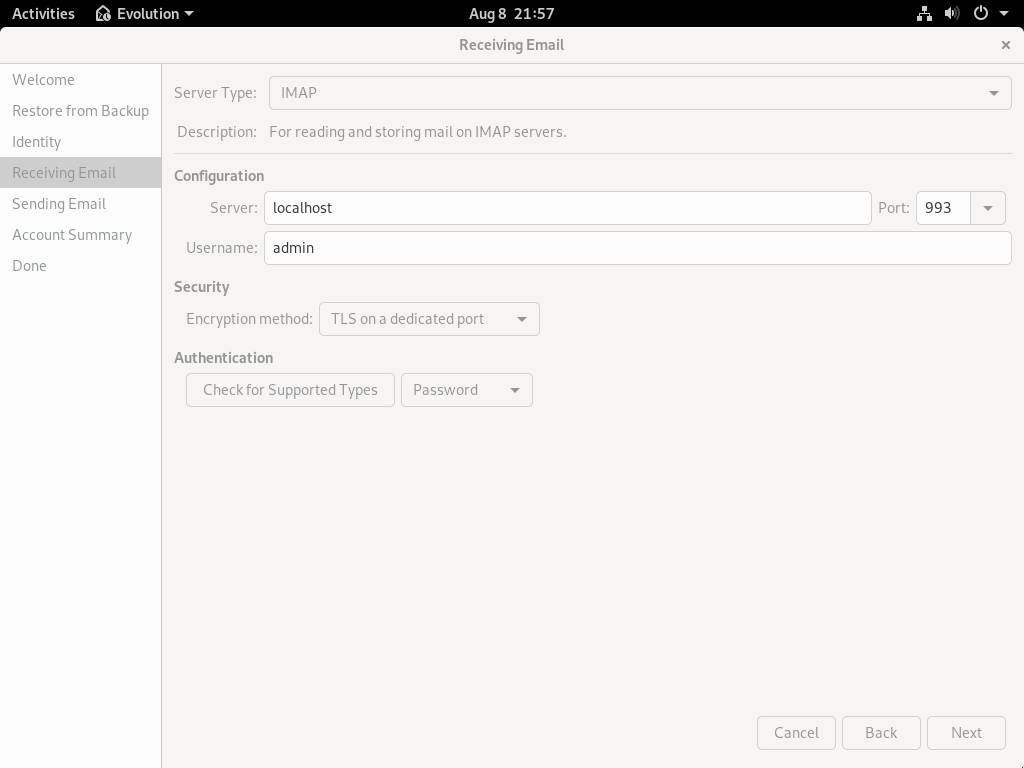 Activities Evolution Aug 8 21:57
Receiving Email
Welcome
Restore from Backup
Identity
Receiving Email
Sending Email
Account Summary
Done
Server Type: IMAP
Description: For reading and storing mail on IMAP servers.
Configuration
Server: localhost Port: 993
Username: admin
Security
Encryption method: TLS on a dedicated port
Authentication
Check for Supported Types Password
Cancel Back Next